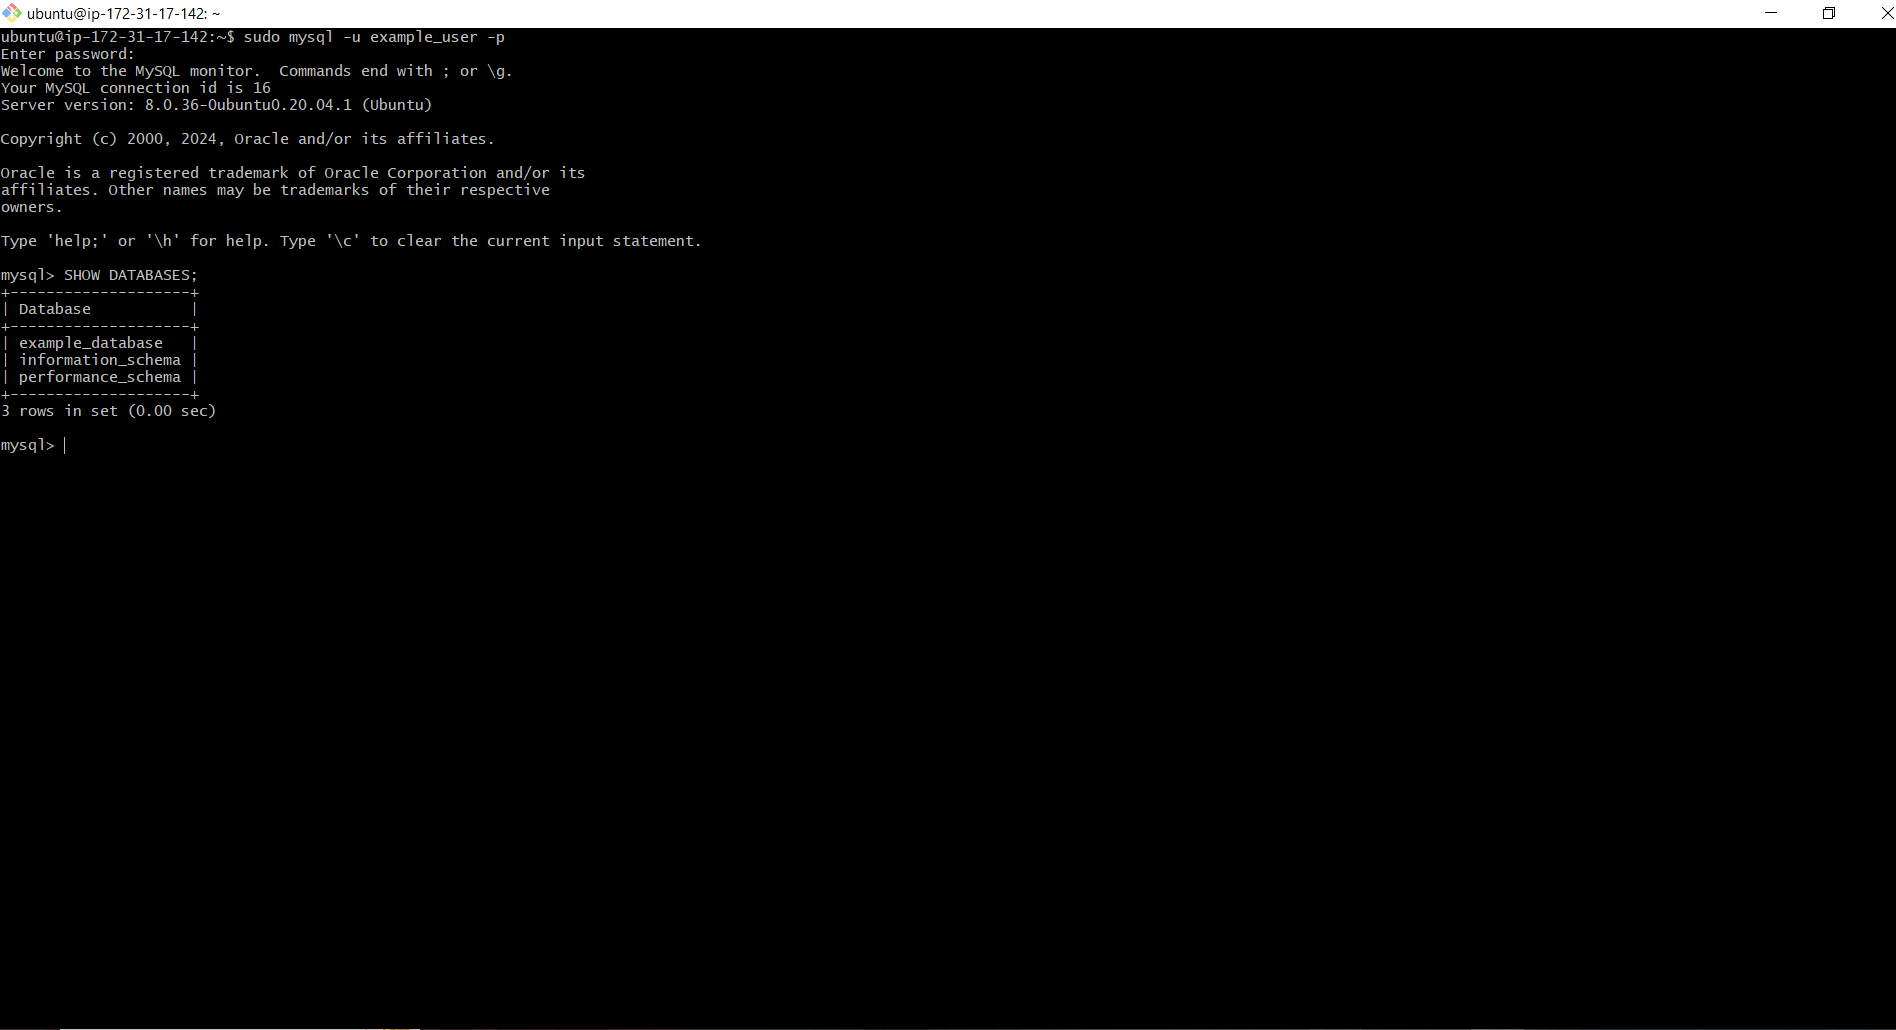 ubuntu@ip-172-31-17-142: ~
ubuntu@ip-172-31-17-142:~$ sudo mysql -u example_user -p
Enter password:
Welcome to the MySQL monitor.  Commands end with ; or \g.
Your MySQL connection id is 16
Server version: 8.0.36-0ubuntu0.20.04.1 (Ubuntu)

Copyright (c) 2000, 2024, Oracle and/or its affiliates.

Oracle is a registered trademark of Oracle Corporation and/or its
affiliates. Other names may be trademarks of their respective
owners.

Type 'help;' or '\h' for help. Type '\c' to clear the current input statement.

mysql> SHOW DATABASES;
+--------------------+
| Database           |
+--------------------+
| example_database   |
| information_schema |
| performance_schema |
+--------------------+
3 rows in set (0.00 sec)

mysql>